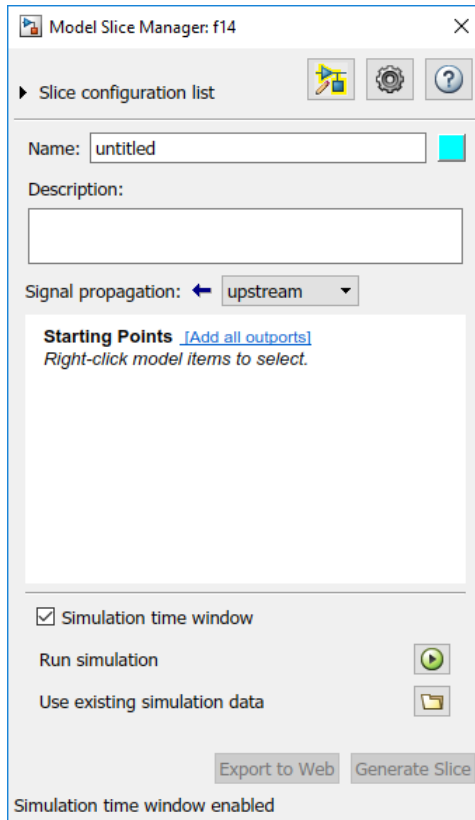 Model Slice Manager: f14
Slice configuration list
?
Name: untitled
Description:
Signal propagation: upstream
Starting Points [Add all outports]
Right-click model items to select.
Simulation time window
Run simulation
Use existing simulation data
Export to Web Generate Slice
Simulation time window enabled